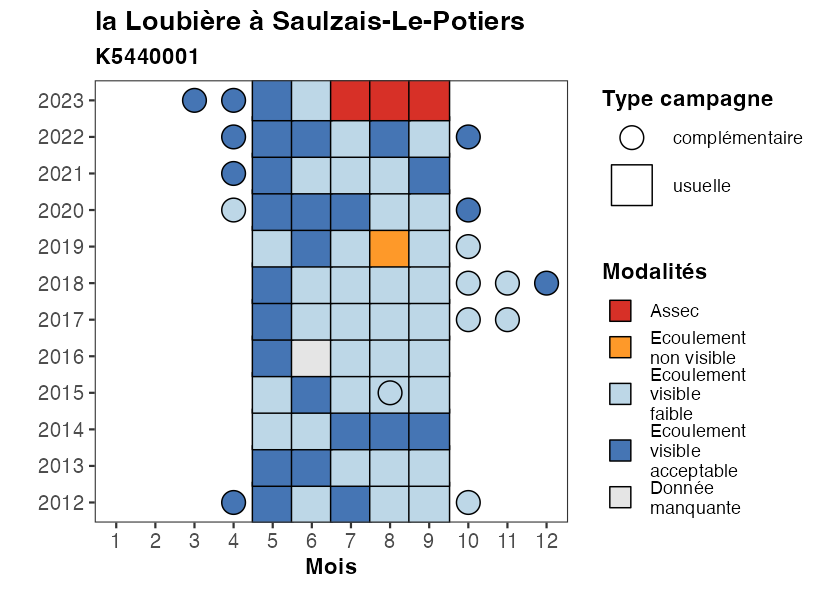 la Loubière à Saulzais-Le-Potiers
K5440001
2023
2022
2021
2020
2019
2018
2017
2016
2015
2014
2013
2012
1 2 3 4 5 6 7 8 9 10 11 12
Mois
Type campagne
complémentaire
usuelle
Modalités
Assec
Ecoulement
non visible
Ecoulement
visible
faible
Ecoulement
visible
acceptable
Donnée
manquante